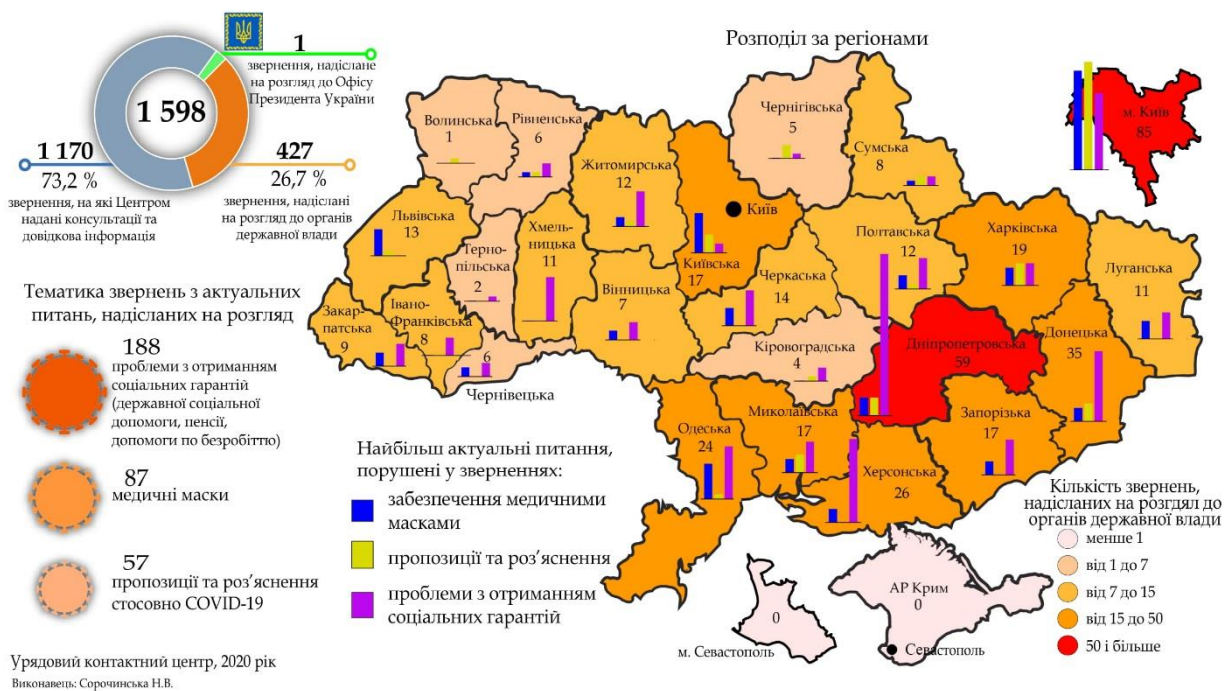 1 598
1
звернення, надіслане
на розгляд до Офісу
Президента України
1 170
73,2 %
звернення, на які Центром
надані консультації та
довідкова інформація
427
26,7 %
звернення, надіслані
на розгляд до органів
державної влади
Тематика звернень з актуальних
питань, надісланих на розгляд
188
проблеми з отриманням
соціальних гарантій
(державної соціальної
допомоги, пенсії,
допомоги по безробіттю)
87
медичні маски
57
пропозиції та роз’яснення
стосовно COVID-19
Урядовий контактний центр, 2020 рік
Виконавець: Сорочинська Н.В.
Розподіл за регіонами
Волинська
1
Рівненська
6
Житомирська
12
Київ
Київська
17
Чернігівська
5
Сумська
8
м. Київ
85
Львівська
13
Терно-
пільська
2
Хмель-
ницька
11
Вінницька
7
Черкаська
14
Полтавська
12
Харківська
19
Луганська
11
Закар-
патська
9
Івано-
Франківська
8
6
Чернівецька
Кіровоградська
4
Дніпропетровська
59
Донецька
35
Одеська
24
Миколаївська
17
Херсонська
26
Запорізька
17
АР Крим
0
Севастополь
0
м. Севастополь
Найбільш актуальні питання,
порушені у зверненнях:
забезпечення медичними
масками
пропозиції та роз’яснення
проблеми з отриманням
соціальних гарантій
Кількість звернень,
надісланих на розгдял до
органів державної влади
менше 1
від 1 до 7
від 7 до 15
від 15 до 50
50 і більше